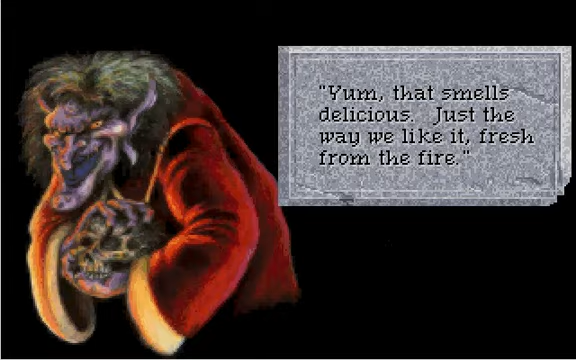 "Yum, that smells
delicious.  Just the
way we like it, fresh
from the fire."